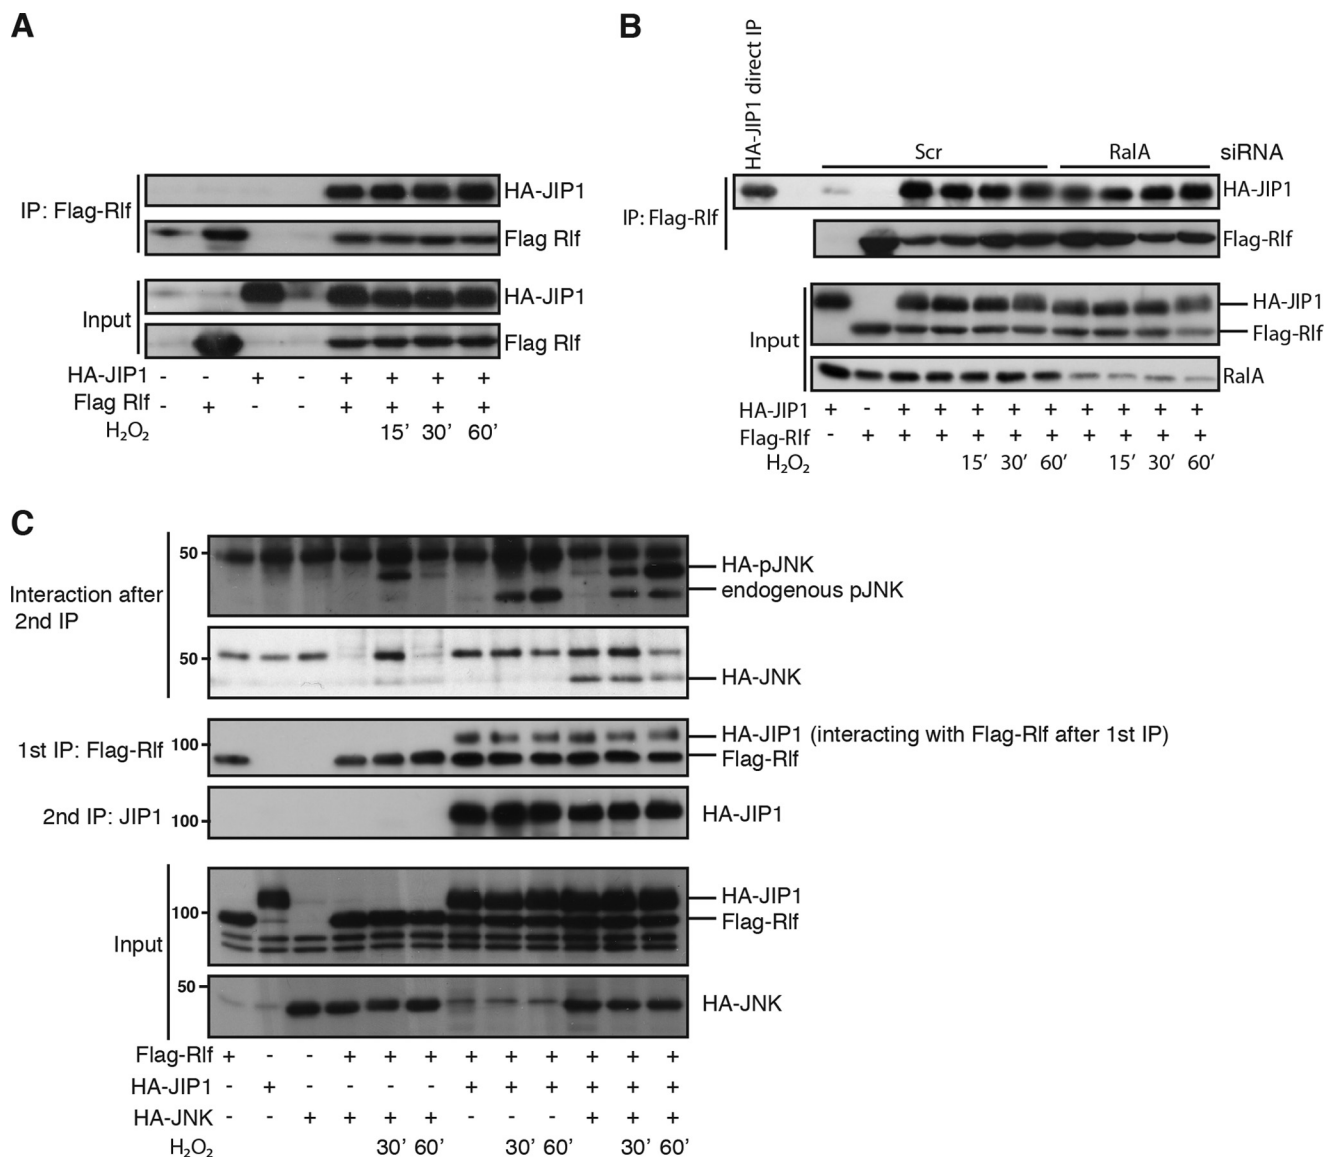 A
IP: Flag-Rlf
HA-JIP1
Flag Rlf
Input
HA-JIP1
Flag Rlf
HA-JIP1 - - + - + + + +
Flag Rlf - + - - + + + +
H₂O₂ 15’ 30’ 60’
B
HA-JIP1 direct IP
Scr RalA siRNA
IP: Flag-Rlf
HA-JIP1
Flag-Rlf
Input
HA-JIP1
Flag-Rlf
RalA
HA-JIP1 + - + + + + + + + + +
Flag-Rlf - + + + + + + + + + +
H₂O₂ 15’ 30’ 60’ 15’ 30’ 60’
C
Interaction after
2nd IP
50
HA-pJNK
endogenous pJNK
50
HA-JNK
1st IP: Flag-Rlf
100
HA-JIP1 (interacting with Flag-Rlf after 1st IP)
Flag-Rlf
2nd IP: JIP1
100
HA-JIP1
Input
100
HA-JIP1
Flag-Rlf
50
HA-JNK
Flag-Rlf + - - + + + + + + + + +
HA-JIP1 - + - - - - + + + + + +
HA-JNK - - + + + + - - - + + +
H₂O₂ 30’ 60’ 30’ 60’ 30’ 60’